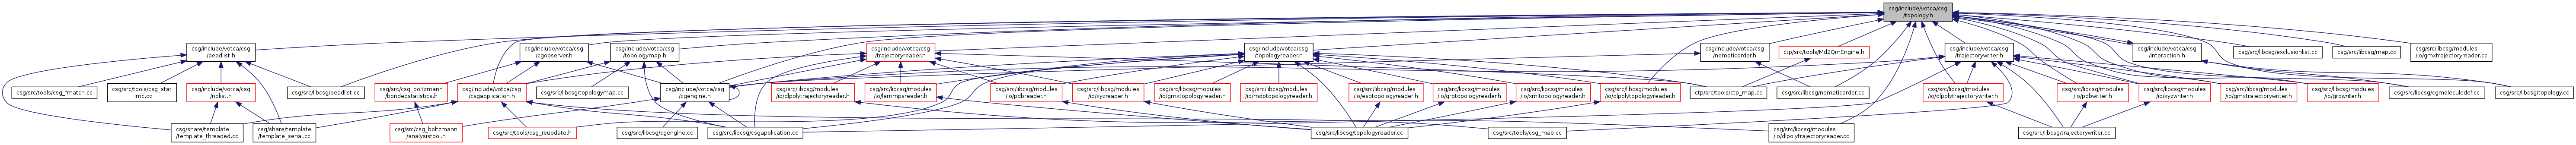 csg/include/votca/csg
/topology.h
csg/include/votca/csg
/beadlist.h
csg/include/votca/csg
/cgobserver.h
csg/include/votca/csg
/topologymap.h
csg/include/votca/csg
/trajectoryreader.h
csg/include/votca/csg
/topologyreader.h
csg/include/votca/csg
/nematicorder.h
ctp/src/tools/Md2QmEngine.h
csg/include/votca/csg
/trajectorywriter.h
csg/include/votca/csg
/interaction.h
csg/src/libcsg/exclusionlist.cc
csg/src/libcsg/map.cc
csg/src/libcsg/modules
/io/gmxtrajectoryreader.cc
csg/src/tools/csg_fmatch.cc
csg/src/tools/csg_stat
_imc.cc
csg/include/votca/csg
/nblist.h
csg/src/libcsg/beadlist.cc
csg/src/csg_boltzmann
/bondedstatistics.h
csg/include/votca/csg
/csgapplication.h
csg/src/libcsg/topologymap.cc
csg/include/votca/csg
/cgengine.h
csg/src/libcsg/modules
/io/dlpolytrajectoryreader.h
csg/src/libcsg/modules
/io/lammpsreader.h
csg/src/libcsg/modules
/io/pdbreader.h
csg/src/libcsg/modules
/io/xyzreader.h
csg/src/libcsg/modules
/io/gmxtopologyreader.h
csg/src/libcsg/modules
/io/mdptopologyreader.h
csg/src/libcsg/modules
/io/esptopologyreader.h
csg/src/libcsg/modules
/io/grotopologyreader.h
csg/src/libcsg/modules
/io/xmltopologyreader.h
csg/src/libcsg/modules
/io/dlpolytopologyreader.h
ctp/src/tools/ctp_map.cc
csg/src/libcsg/nematicorder.cc
csg/src/libcsg/modules
/io/dlpolytrajectorywriter.h
csg/src/libcsg/modules
/io/pdbwriter.h
csg/src/libcsg/modules
/io/xyzwriter.h
csg/src/libcsg/modules
/io/gmxtrajectorywriter.h
csg/src/libcsg/modules
/io/growriter.h
csg/src/libcsg/cgmoleculedef.cc
csg/src/libcsg/topology.cc
csg/share/template
/template_threaded.cc
csg/share/template
/template_serial.cc
csg/src/csg_boltzmann
/analysistool.h
csg/src/tools/csg_reupdate.h
csg/src/libcsg/cgengine.cc
csg/src/libcsg/csgapplication.cc
csg/src/libcsg/topologyreader.cc
csg/src/tools/csg_map.cc
csg/src/libcsg/modules
/io/dlpolytrajectoryreader.cc
csg/src/libcsg/trajectorywriter.cc